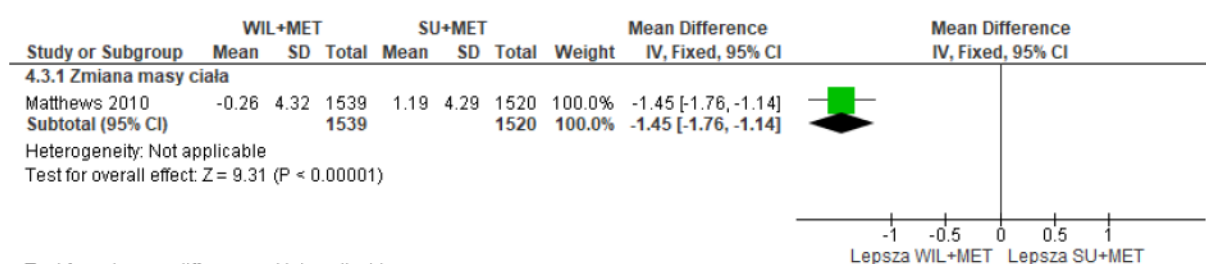 WIL+MET SU+MET Mean Difference Mean Difference
Study or Subgroup Mean SD Total Mean SD Total Weight IV, Fixed, 95% CI IV, Fixed, 95% CI
4.3.1 Zmiana masy ciała
Matthews 2010 -0.26 4.32 1539 1.19 4.29 1520 100.0% -1.45 [-1.76, -1.14]
Subtotal (95% CI) 1539 1520 100.0% -1.45 [-1.76, -1.14]
Heterogeneity: Not applicable
Test for overall effect: Z = 9.31 (P < 0.00001)
-1 -0.5 0 0.5 1
Lepsza WIL+MET Lepsza SU+MET